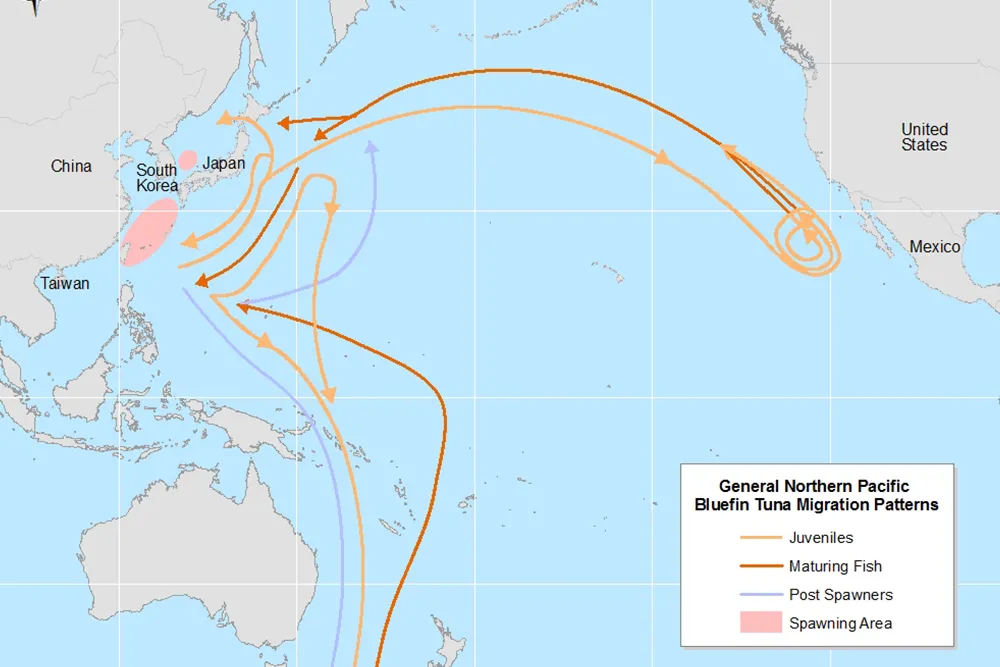 United
States
China
South
Korea
Japan
Mexico
Taiwan
General Northern Pacific
Bluefin Tuna Migration Patterns
Juveniles
Maturing Fish
Post Spawners
Spawning Area